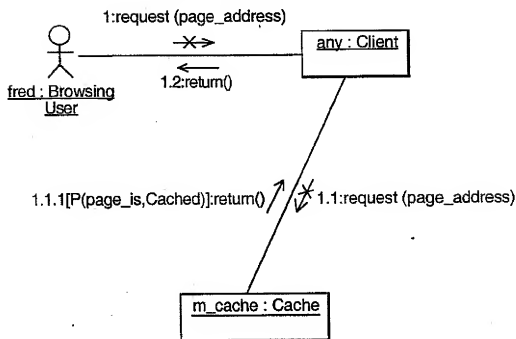 1:request (page_address)
any : Client
1.2:return()
fred : Browsing
User
1.1.1[P(page_is,Cached)]:return()
1.1:request (page_address)
m_cache : Cache